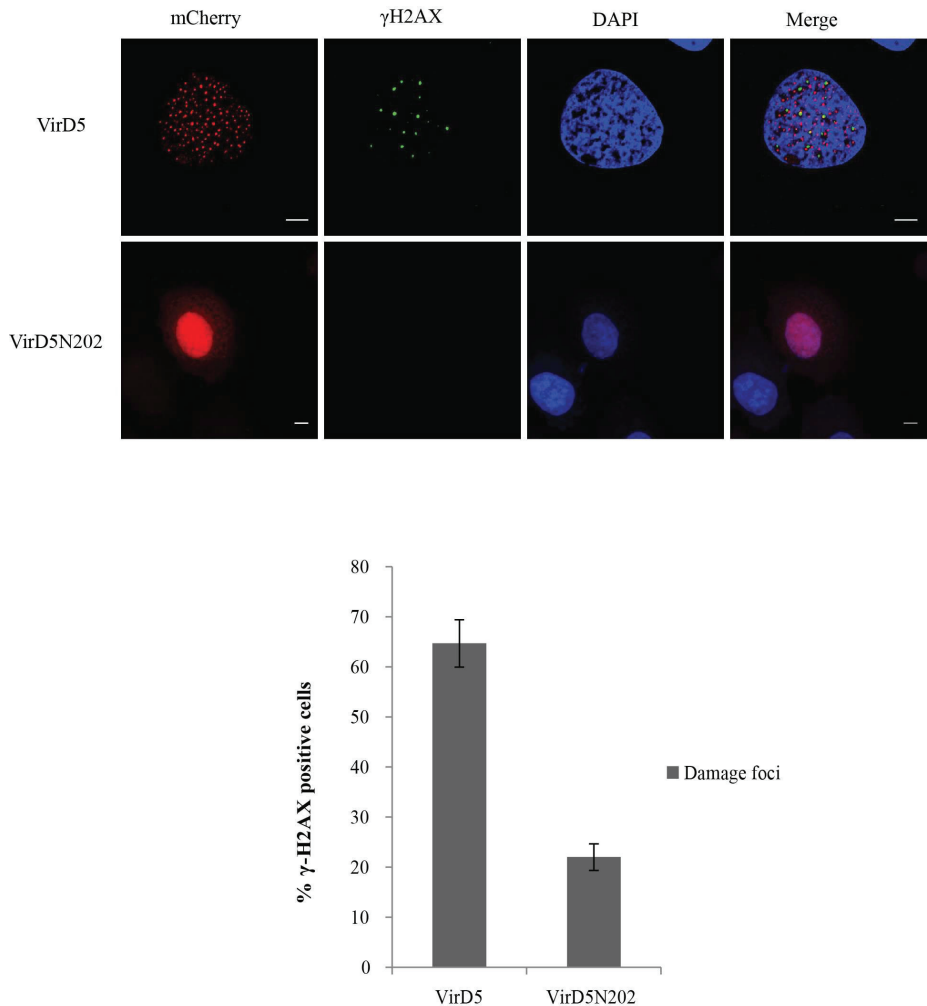 mCherry γH2AX DAPI Merge
VirD5
VirD5N202
80
70
60
50
40
30
20
10
0
% γ-H2AX positive cells
Damage foci
VirD5 VirD5N202